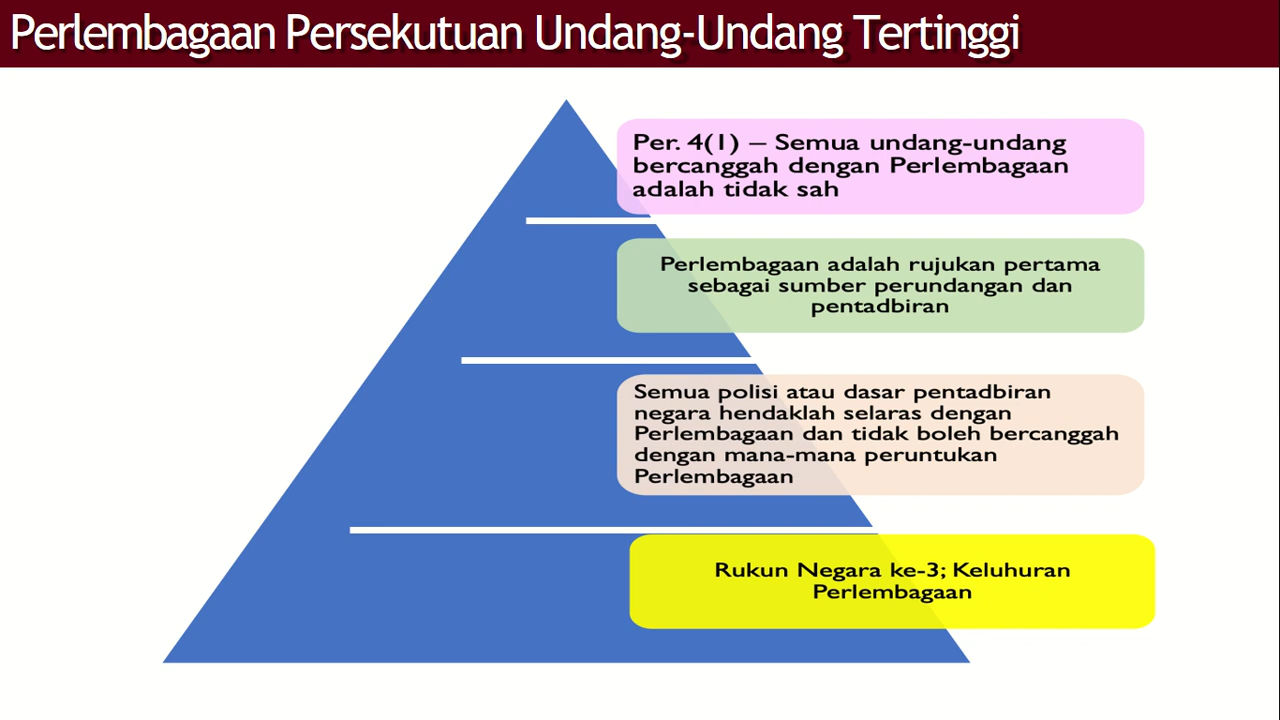 Perlembagaan Persekutuan Undang-Undang Tertinggi
Per. 4(1) – Semua undang-undang
bercanggah dengan Perlembagaan
adalah tidak sah
Perlembagaan adalah rujukan pertama
sebagai sumber perundangan dan
pentadbiran
Semua polisi atau dasar pentadbiran
negara hendaklah selaras dengan
Perlembagaan dan tidak boleh bercanggah
dengan mana-mana peruntukan
Perlembagaan
Rukun Negara ke-3; Keluhuran
Perlembagaan